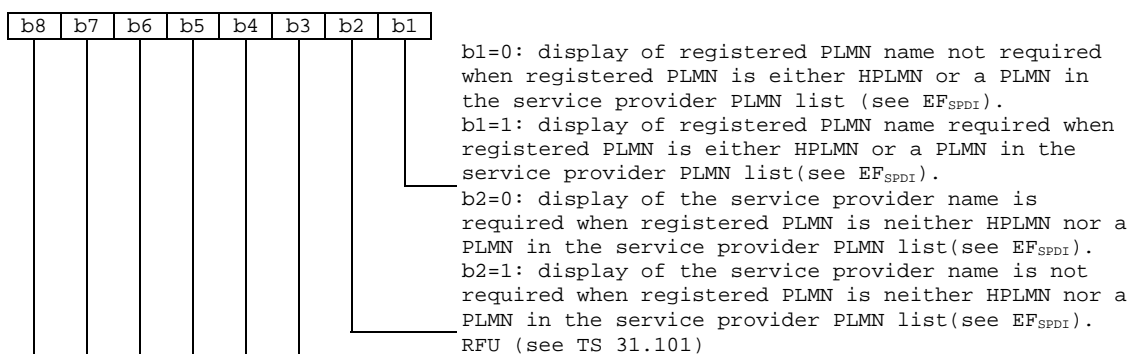 b8 b7 b6 b5 b4 b3 b2 b1
b1=0: display of registered PLMN name not required
when registered PLMN is either HPLMN or a PLMN in
the service provider PLMN list (see EFSPDI).
b1=1: display of registered PLMN name required when
registered PLMN is either HPLMN or a PLMN in the
service provider PLMN list(see EFSPDI).
b2=0: display of the service provider name is
required when registered PLMN is neither HPLMN nor a
PLMN in the service provider PLMN list(see EFSPDI).
b2=1: display of the service provider name is not
required when registered PLMN is neither HPLMN nor a
PLMN in the service provider PLMN list(see EFSPDI).
RFU (see TS 31.101)